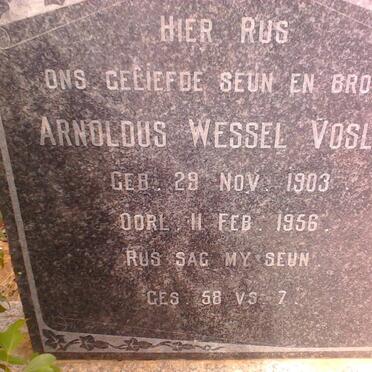 HIER RUS
ONS GELIEFDE SEUN EN BRO
ARNOLDUS WESSEL VOSL
GEB. 29 NOV. 1903
OORL. 11 FEB. 1956
RUS SAG MY SEUN
GES. 58 VS. 7.